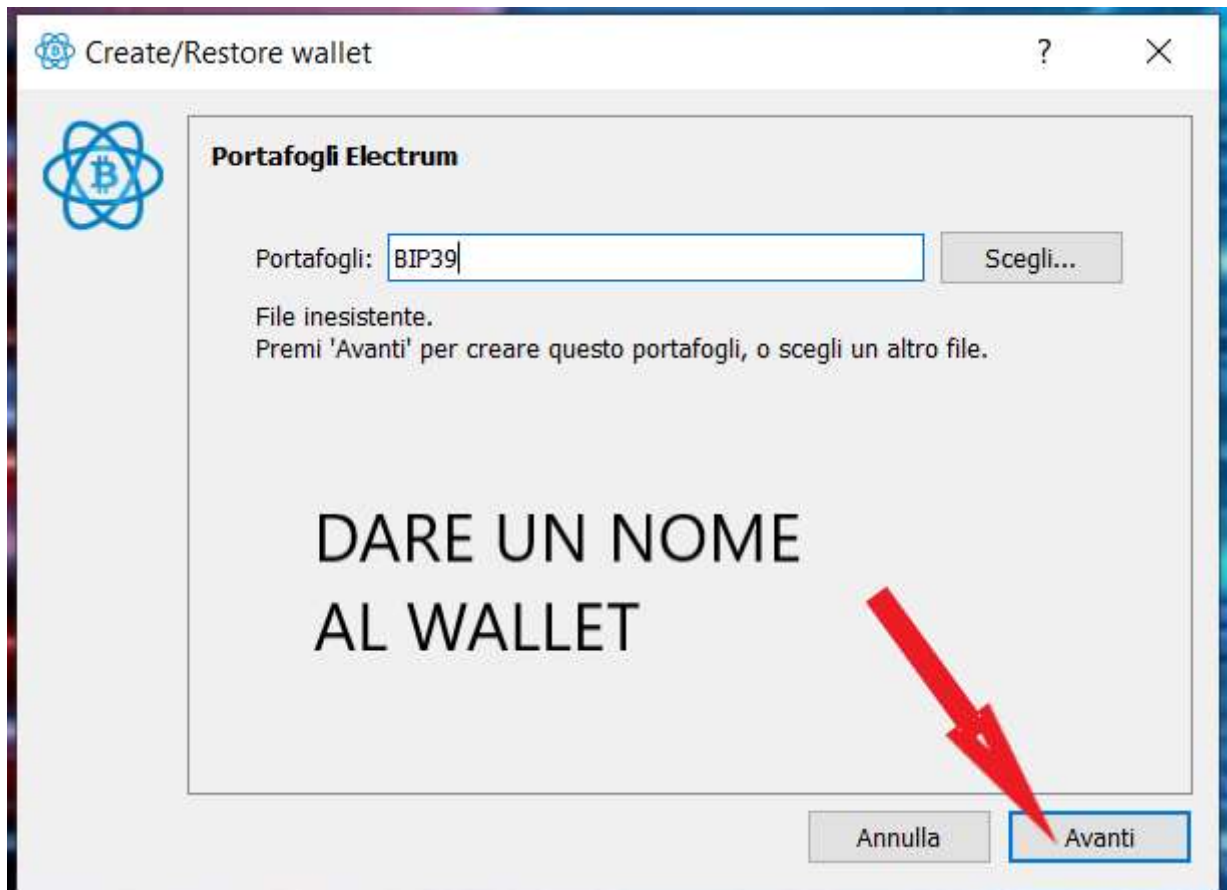 Create/Restore wallet
?
Portafogli Electrum
Portafogli: BIP39 Scegli...
File inesistente.
Premi 'Avanti' per creare questo portafogli, o scegli un altro file.
DARE UN NOME
AL WALLET
Annulla Avanti